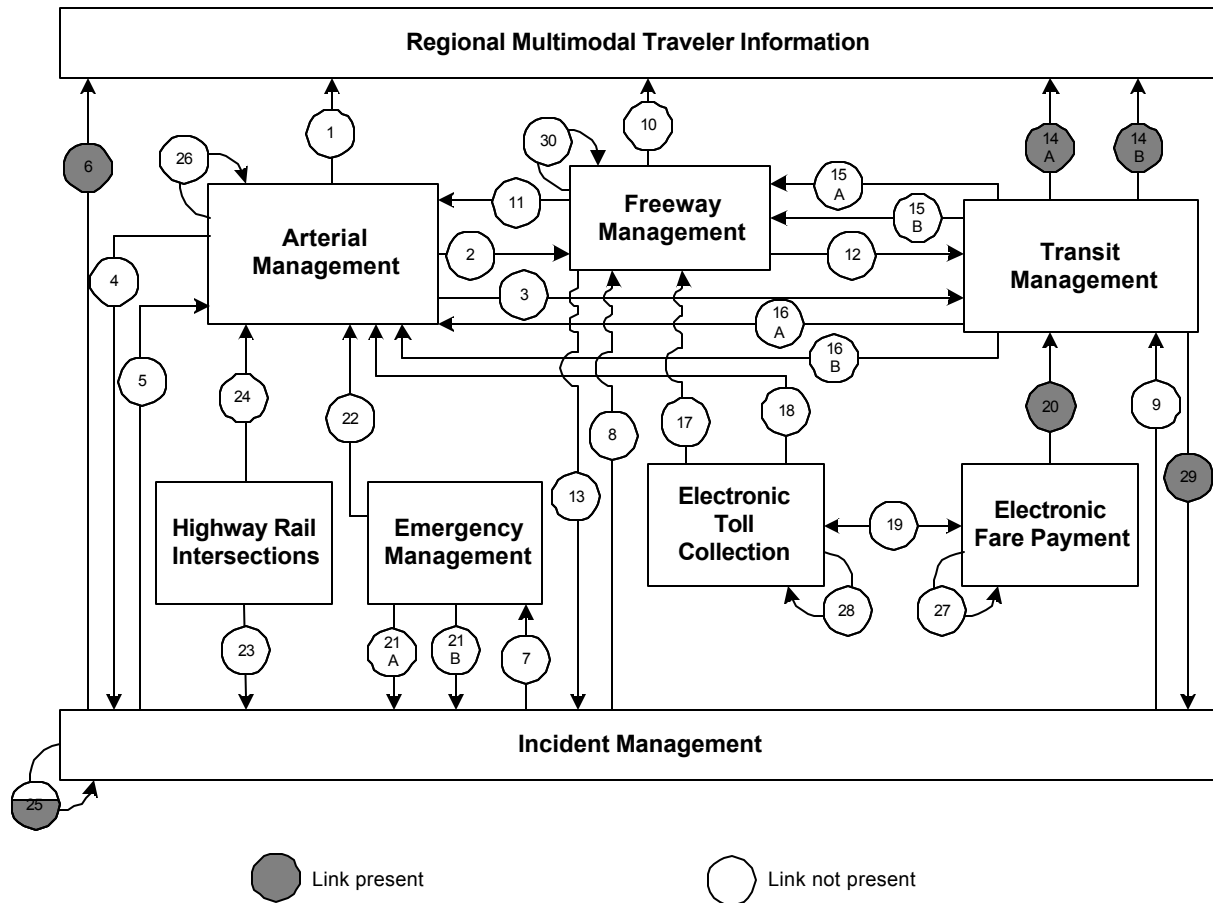 Regional Multimodal Traveler Information
6
26
1
30
10
14
A
14
B
4
5
11
2
3
15
A
15
B
12
16
A
16
B
Arterial
Management
Freeway
Management
Transit
Management
24
22
8
17
18
20
9
13
29
Highway Rail
Intersections
Emergency
Management
Electronic
Toll
Collection
19
Electronic
Fare Payment
23
21
A
21
B
7
28
27
Incident Management
25
Link present
Link not present